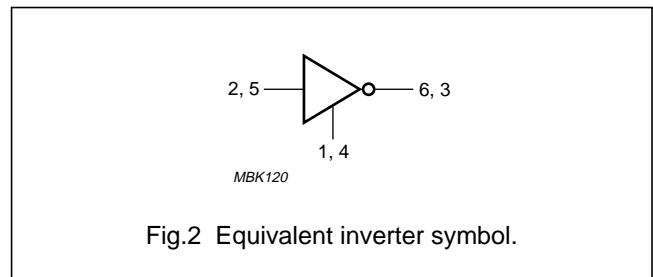 2, 5 6, 3
1, 4
MBK120
Fig.2 Equivalent inverter symbol.